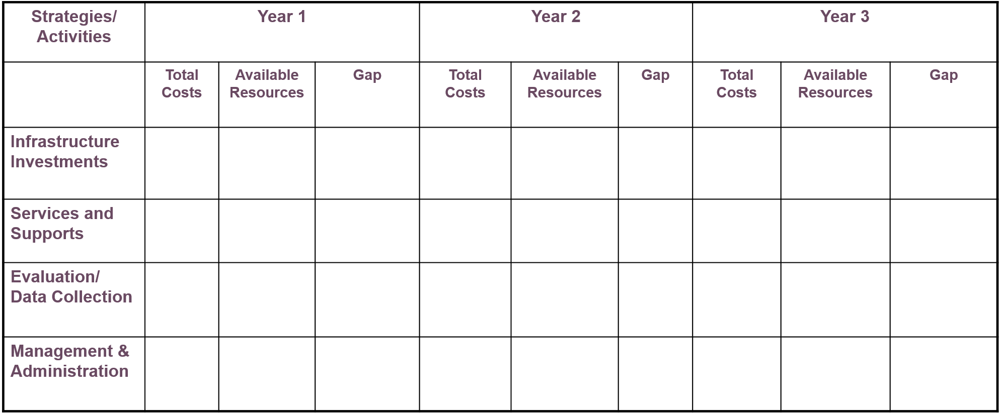 Strategies/
Activities
Year 1
Year 2
Year 3
Total
Costs
Available
Resources
Gap
Total
Costs
Available
Resources
Gap
Total
Costs
Available
Resources
Gap
Infrastructure
Investments
Services and
Supports
Evaluation/
Data Collection
Management &
Administration